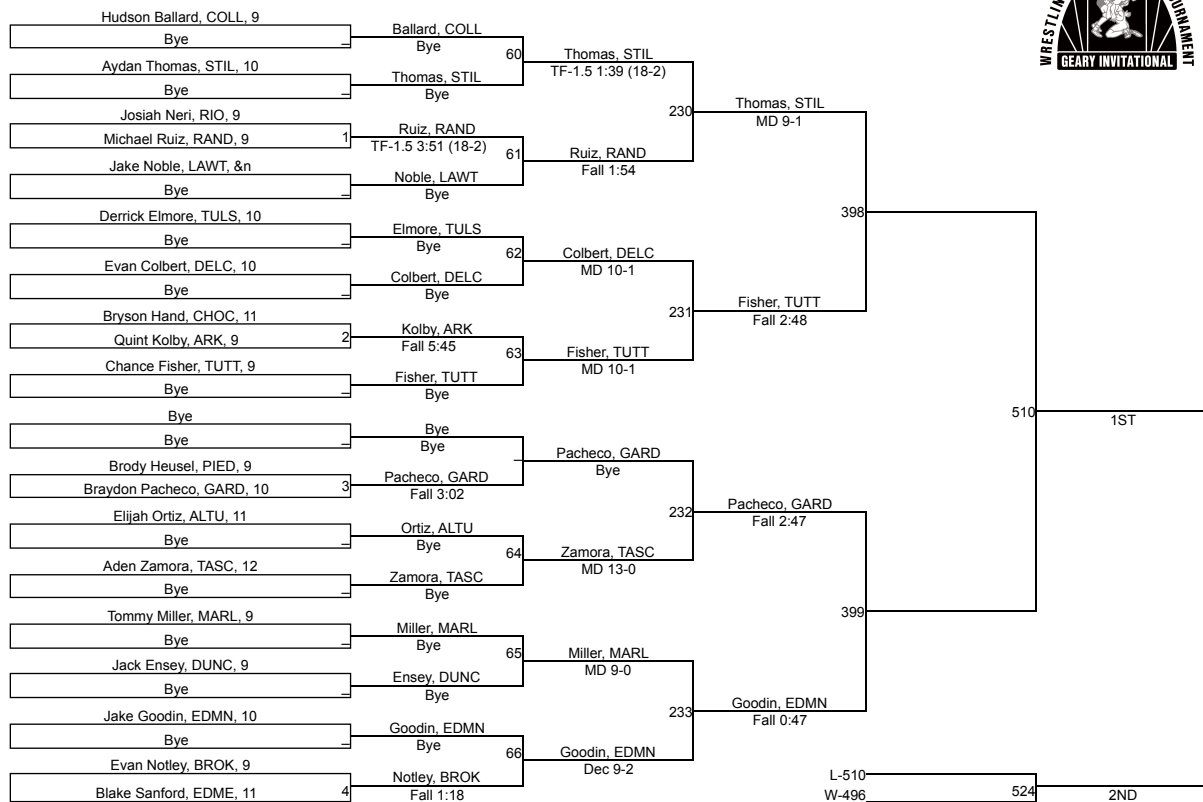 Hudson Ballard, COLL, 9
Bye
_
Aydan Thomas, STIL, 10
Bye
_
Josiah Neri, RIO, 9
Michael Ruiz, RAND, 9
1
Jake Noble, LAWT, &n
Bye
_
Derrick Elmore, TULS, 10
Bye
_
Evan Colbert, DELC, 10
Bye
_
Bryson Hand, CHOC, 11
Quint Kolby, ARK, 9
2
Chance Fisher, TUTT, 9
Bye
_
Bye
Bye
_
Brody Heusel, PIED, 9
Braydon Pacheco, GARD, 10
3
Elijah Ortiz, ALTU, 11
Bye
_
Aden Zamora, TASC, 12
Bye
_
Tommy Miller, MARL, 9
Bye
_
Jack Ensey, DUNC, 9
Bye
_
Jake Goodin, EDMN, 10
Bye
_
Evan Notley, BROK, 9
Blake Sanford, EDME, 11
4
Ballard, COLL
Bye
60
Thomas, STIL
Bye
Ruiz, RAND
TF-1.5 3:51 (18-2)
61
Noble, LAWT
Bye
Elmore, TULS
Bye
62
Colbert, DELC
Bye
Kolby, ARK
Fall 5:45
63
Fisher, TUTT
Bye
Bye
Bye
_
Pacheco, GARD
Fall 3:02
Ortiz, ALTU
Bye
64
Zamora, TASC
Bye
Miller, MARL
Bye
65
Ensey, DUNC
Bye
Goodin, EDMN
Bye
66
Notley, BROK
Fall 1:18
Thomas, STIL
TF-1.5 1:39 (18-2)
230
Ruiz, RAND
Fall 1:54
Colbert, DELC
MD 10-1
231
Fisher, TUTT
MD 10-1
Pacheco, GARD
Bye
232
Zamora, TASC
MD 13-0
Miller, MARL
MD 9-0
233
Goodin, EDMN
Dec 9-2
Thomas, STIL
MD 9-1
398
Fisher, TUTT
Fall 2:48
Pacheco, GARD
Fall 2:47
399
Goodin, EDMN
Fall 0:47
510
1ST
L-510
W-496
524
2ND
GEARY INVITATIONAL